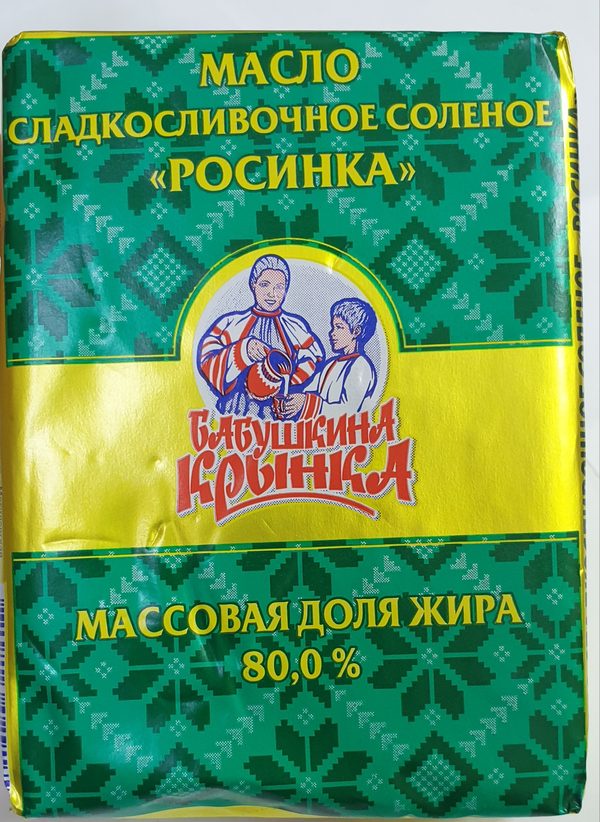 МАСЛО
СЛАДКОСЛИВОЧНОЕ СОЛЕНОЕ
«РОСИНКА»
БАБУШКИНА
КРЫНКА
МАССОВАЯ ДОЛЯ ЖИРА
80,0 %